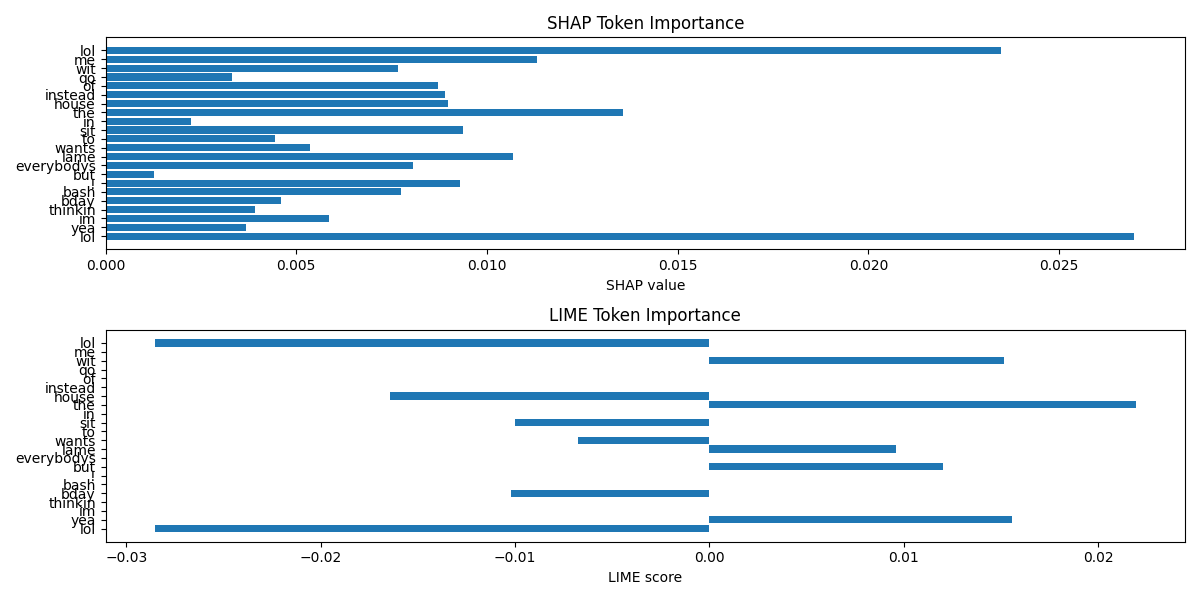 SHAP Token Importance
lol
me
wit
go
of
instead
house
the
in
sit
to
wants
lame
everybodys
but
!
bash
bday
thinkin
im
yea
lol
0.000 0.005 0.010 0.015 0.020 0.025
SHAP value
LIME Token Importance
lol
me
wit
go
of
instead
house
the
in
sit
to
wants
lame
everybodys
but
!
bash
bday
thinkin
im
yea
lol
−0.03 −0.02 −0.01 0.00 0.01 0.02
LIME score